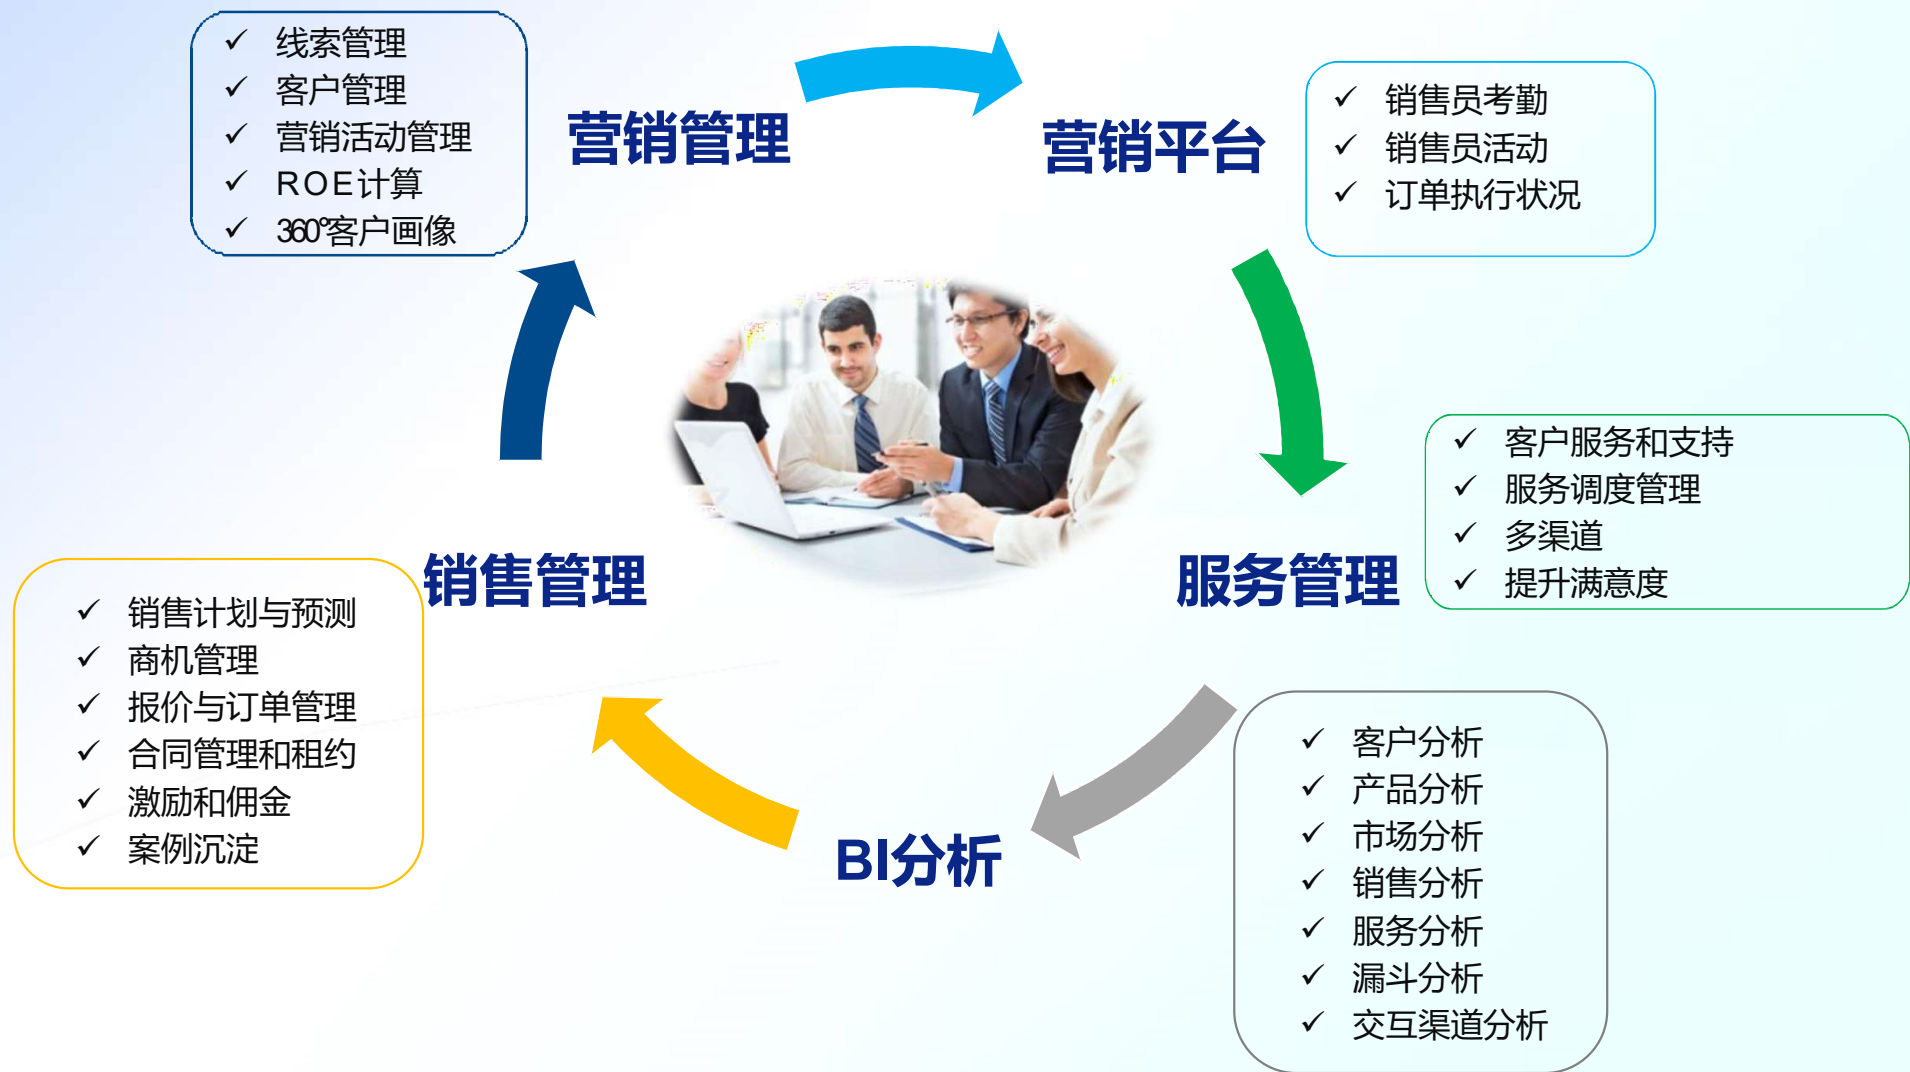 线索管理
客户管理
营销活动管理
ROE计算
360°客户画像
营销管理
营销平台
销售员考勤
销售员活动
订单执行状况
客户服务和支持
服务调度管理
多渠道
提升满意度
销售管理
服务管理
销售计划与预测
商机管理
报价与订单管理
合同管理和租约
激励和佣金
案例沉淀
BI分析
客户分析
产品分析
市场分析
销售分析
服务分析
漏斗分析
交互渠道分析